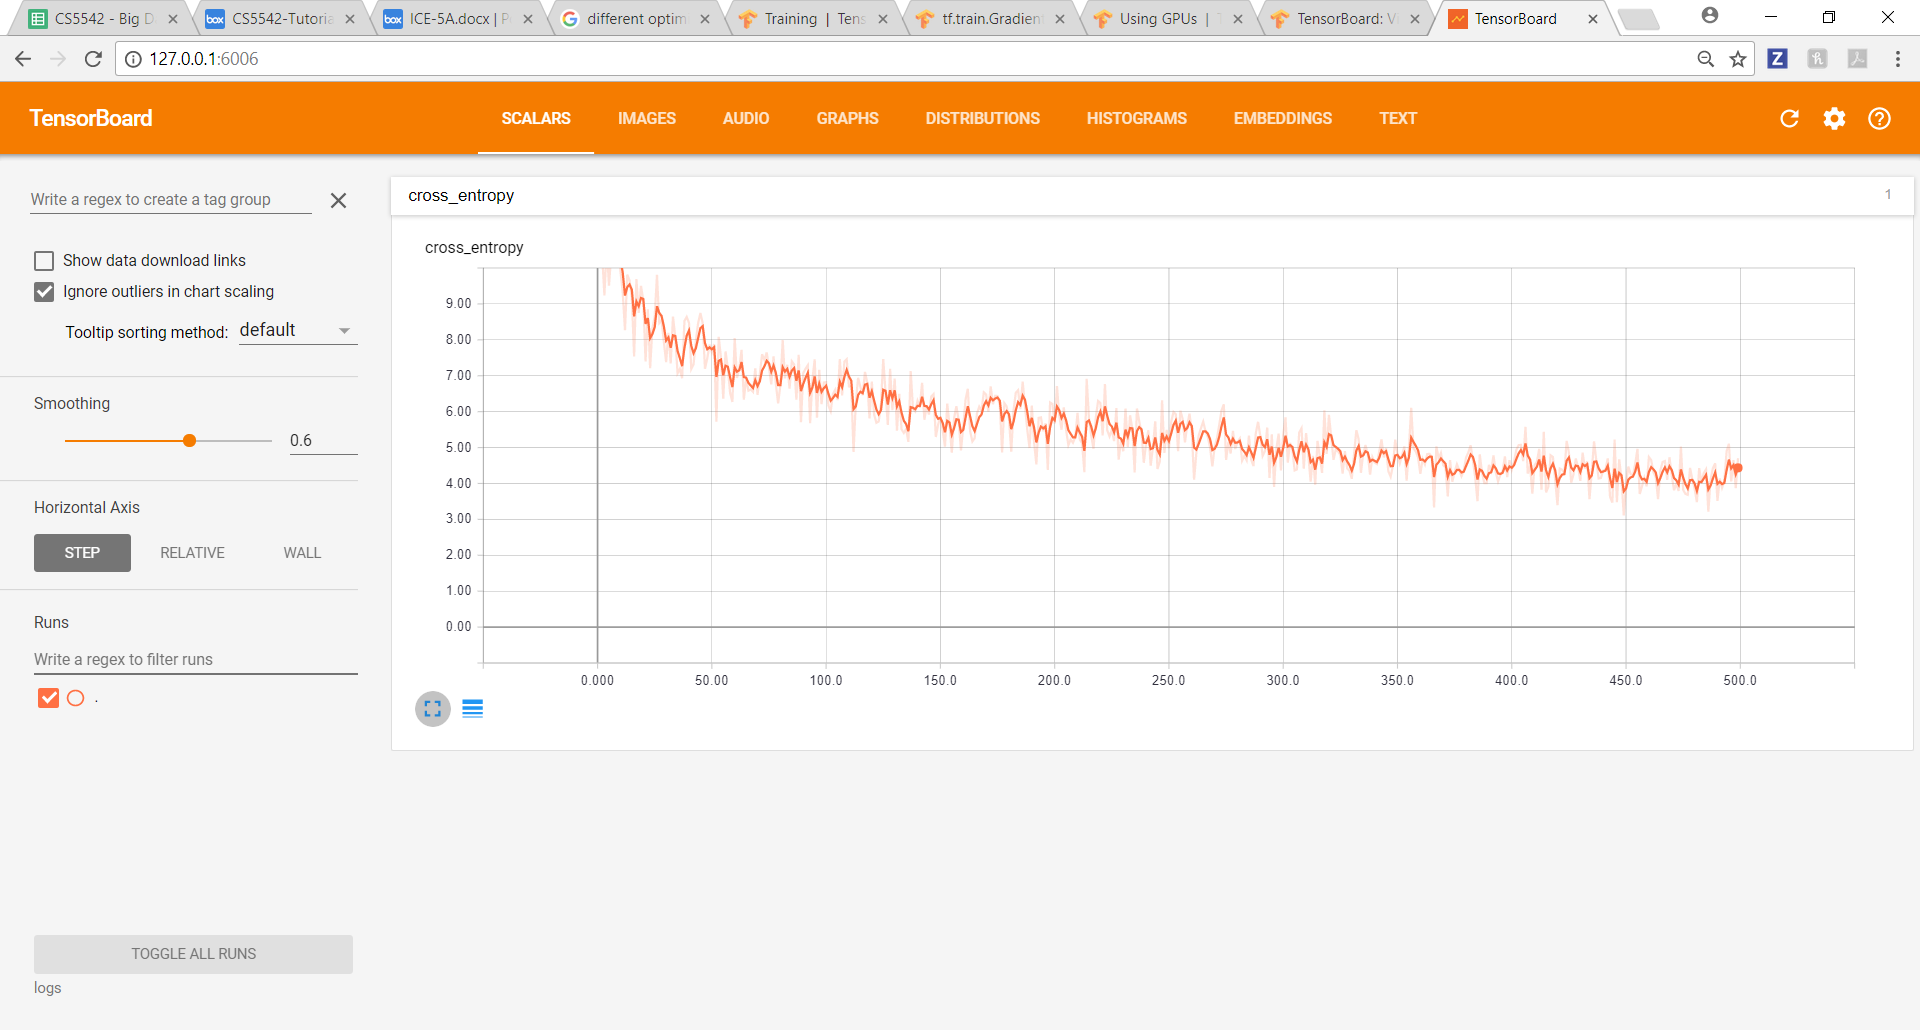 CS5542 - Big D
CS5542-Tutoria
ICE-5A.docx | P
different optim
Training | Tens
tf.train.Gradien
Using GPUs |
TensorBoard: Vi
TensorBoard
127.0.0.1:6006
TensorBoard
SCALARS
IMAGES
AUDIO
GRAPHS
DISTRIBUTIONS
HISTOGRAMS
EMBEDDINGS
TEXT
Write a regex to create a tag group
Show data download links
Ignore outliers in chart scaling
Tooltip sorting method: default
Smoothing
0.6
Horizontal Axis
STEP
RELATIVE
WALL
Runs
Write a regex to filter runs
.
TOGGLE ALL RUNS
logs
cross_entropy
1
cross_entropy
9.00
8.00
7.00
6.00
5.00
4.00
3.00
2.00
1.00
0.00
0.000 50.00 100.0 150.0 200.0 250.0 300.0 350.0 400.0 450.0 500.0